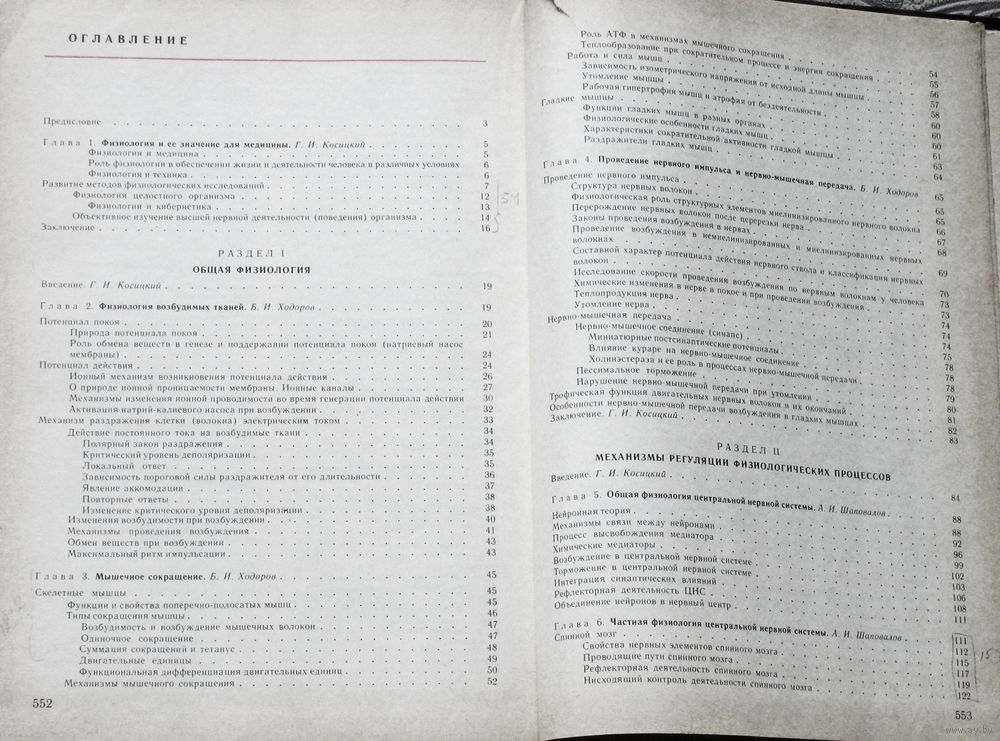 ОГЛАВЛЕНИЕ
Предисловие 3
Глава 1. Физиология и ее значение для медицины. Г. И. Косицкий 5
Физиология и медицина 5
Роль физиологии в обеспечении жизни и деятельности человека в различных условиях 6
Физиология и техника 6
Развитие методов физиологических исследований 7
Физиология целостного организма 12
Физиология и кибернетика 13
Объективное изучение высшей нервной деятельности (поведения) организма 14
Заключение 16
РАЗДЕЛ I
ОБЩАЯ ФИЗИОЛОГИЯ
Введение. Г. И. Косицкий 19
Глава 2. Физиология возбудимых тканей. Б. И. Ходоров 19
Потенциал покоя 20
Природа потенциала покоя 21
Роль обмена веществ в генезе и поддержании потенциала покоя (натриевый насос
мембраны) 24
Потенциал действия 24
Ионный механизм возникновения потенциала действия 26
О природе ионной проницаемости мембраны. Ионные каналы 27
Механизмы изменения ионной проводимости во время генерации потенциала действия 30
Активация натрий-калиевого насоса при возбуждении 32
Механизм раздражения клетки (волокна) электрическим током 33
Действие постоянного тока на возбудимые ткани 34
Полярный закон раздражения 34
Критический уровень деполяризации 35
Локальный ответ 35
Зависимость пороговой силы раздражителя от его длительности 36
Явление аккомодации 37
Повторные ответы 38
Изменение критического уровня деполяризации 38
Изменения возбудимости при возбуждении 40
Механизмы проведения возбуждения 41
Обмен веществ при возбуждении 43
Максимальный ритм импульсации 43
Глава 3. Мышечное сокращение. Б. И. Ходоров 45
Скелетные мышцы 45
Функции и свойства поперечно-полосатых мышц 45
Типы сокращения мышцы 46
Возбудимость и возбуждение мышечных волокон 47
Одиночное сокращение 47
Суммация сокращений и тетанус 48
Двигательные единицы 49
Функциональная дифференциация двигательных единиц 50
Механизмы мышечного сокращения 52
552
Роль АТФ в механизмах мышечного сокращения 54
Теплообразование при сократительном процессе и энергия сокращения 55
Работа и сила мышц 56
Зависимость изометрического напряжения от исходной длины мышцы 57
Утомление мышцы 58
Рабочая гипертрофия мышц и атрофия от бездеятельности 60
Гладкие мышцы 60
Функции гладких мышц в разных органах 60
Физиологические особенности гладких мышц 61
Характеристики сократительной активности гладкой мышцы 63
Раздражители гладких мышц 64
Глава 4. Проведение нервного импульса и нервно-мышечная передача. Б. И. Ходоров 65
Проведение нервного импульса 65
Структура нервных волокон 65
Физиологическая роль структурных элементов миелинизированного нервного волокна 66
Перерождение нервных волокон после перерезки нерва 67
Законы проведения возбуждения в нервах 68
Проведение возбуждения в немиелинизированных и миелинизированных нервных
волокнах 69
Составной характер потенциала действия нервного ствола и классификация нервных
волокон 70
Исследование скорости проведения возбуждения по нервным волокнам у человека 73
Химические изменения в нерве в покое и при проведении возбуждения 73
Теплопродукция нерва 74
Утомление нерва 74
Нервно-мышечная передача 74
Нервно-мышечное соединение (синапс) 75
Миниатюрные постсинаптические потенциалы 78
Влияние кураре на нервно-мышечное соединение 78
Холинэстераза и ее роль в процессах нервно-мышечной передачи 78
Пессимальное торможение 79
Нарушение нервно-мышечной передачи при утомлении 80
Трофическая функция двигательных нервных волокон и их окончаний 81
Особенности нервно-мышечной передачи возбуждения в гладких мышцах 82
Заключение. Г. И. Косицкий 83
РАЗДЕЛ II
МЕХАНИЗМЫ РЕГУЛЯЦИИ ФИЗИОЛОГИЧЕСКИХ ПРОЦЕССОВ
Введение. Г. И. Косицкий 84
Глава 5. Общая физиология центральной нервной системы. А. И. Шаповалов 88
Нейронная теория 88
Механизмы связи между нейронами 92
Процесс высвобождения медиатора 96
Химические медиаторы 99
Возбуждение в центральной нервной системе 102
Торможение в центральной нервной системе 103
Интеграция синаптических влияний 106
Рефлекторная деятельность ЦНС 108
Объединение нейронов в нервный центр 111
Глава 6. Частная физиология центральной нервной системы. А. И. Шаповалов 111
Спинной мозг 112
Свойства нервных элементов спинного мозга 115
Проводящие пути спинного мозга 117
Рефлекторная деятельность спинного мозга 119
Нисходящий контроль деятельности спинного мозга 122
553
www.ay.by